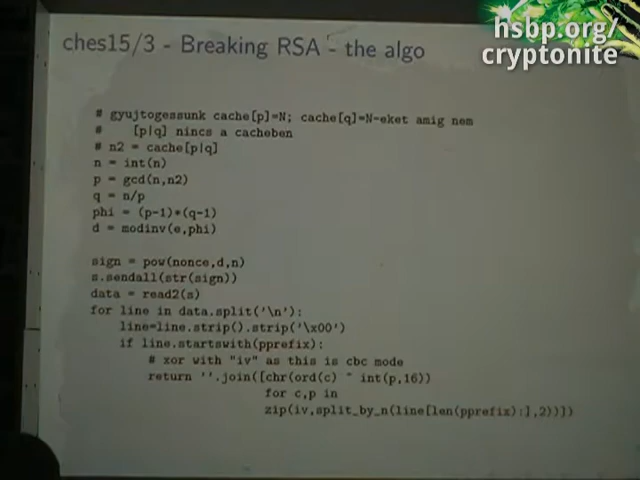 hsbp.org/
cryptonite
ches15/3 - Breaking RSA - the algo
# gyujtogessunk cache[p]=N; cache[q]=N-eket amig nem
#     [p|q] nincs a cacheben
# n2 = cache[p|q]
n = int(n)
p = gcd(n,n2)
q = n/p
phi = (p-1)*(q-1)
d = modinv(e,phi)
sign = pow(nonce,d,n)
s.sendall(str(sign))
data = read2(s)
for line in data.split('\n'):
    line=line.strip().strip('\x00')
    if line.startswith(pprefix):
        # xor with "iv" as this is cbc mode
        return ''.join([chr(ord(c) ^ int(p,16))
                        for c,p in
                        zip(iv,split_by_n(line[len(pprefix):],2))])